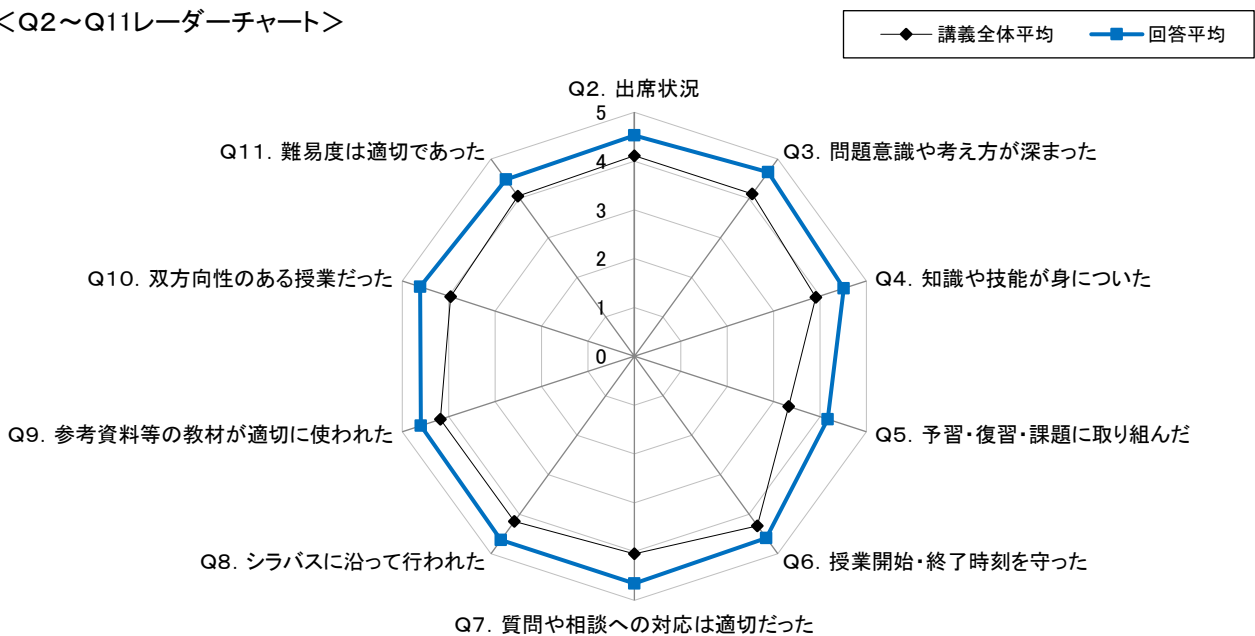 ＜Q2～Q11レーダーチャート＞
講義全体平均
回答平均
Q2. 出席状況
Q3. 問題意識や考え方が深まった
Q4. 知識や技能が身についた
Q5. 予習・復習・課題に取り組んだ
Q6. 授業開始・終了時刻を守った
Q7. 質問や相談への対応は適切だった
Q8. シラバスに沿って行われた
Q9. 参考資料等の教材が適切に使われた
Q10. 双方向性のある授業だった
Q11. 難易度は適切であった
5
4
3
2
1
0